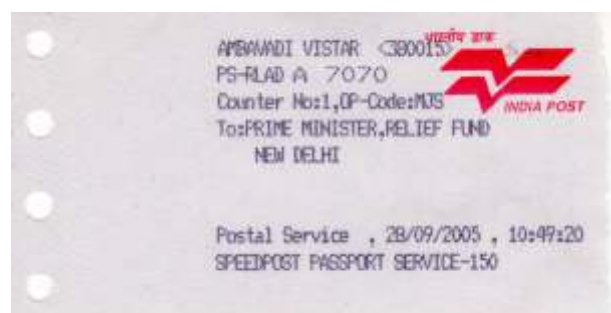 भारतीय डाक
AMBAVADI VISTAR <380015>
PS-RLAD A 7070
Counter No:1,OP-Code:MJS
INDIA POST
To:PRIME MINISTER,RELIEF FUND
NEW DELHI
Postal Service , 28/09/2005 , 10:49:20
SPEEDPOST PASSPORT SERVICE-150